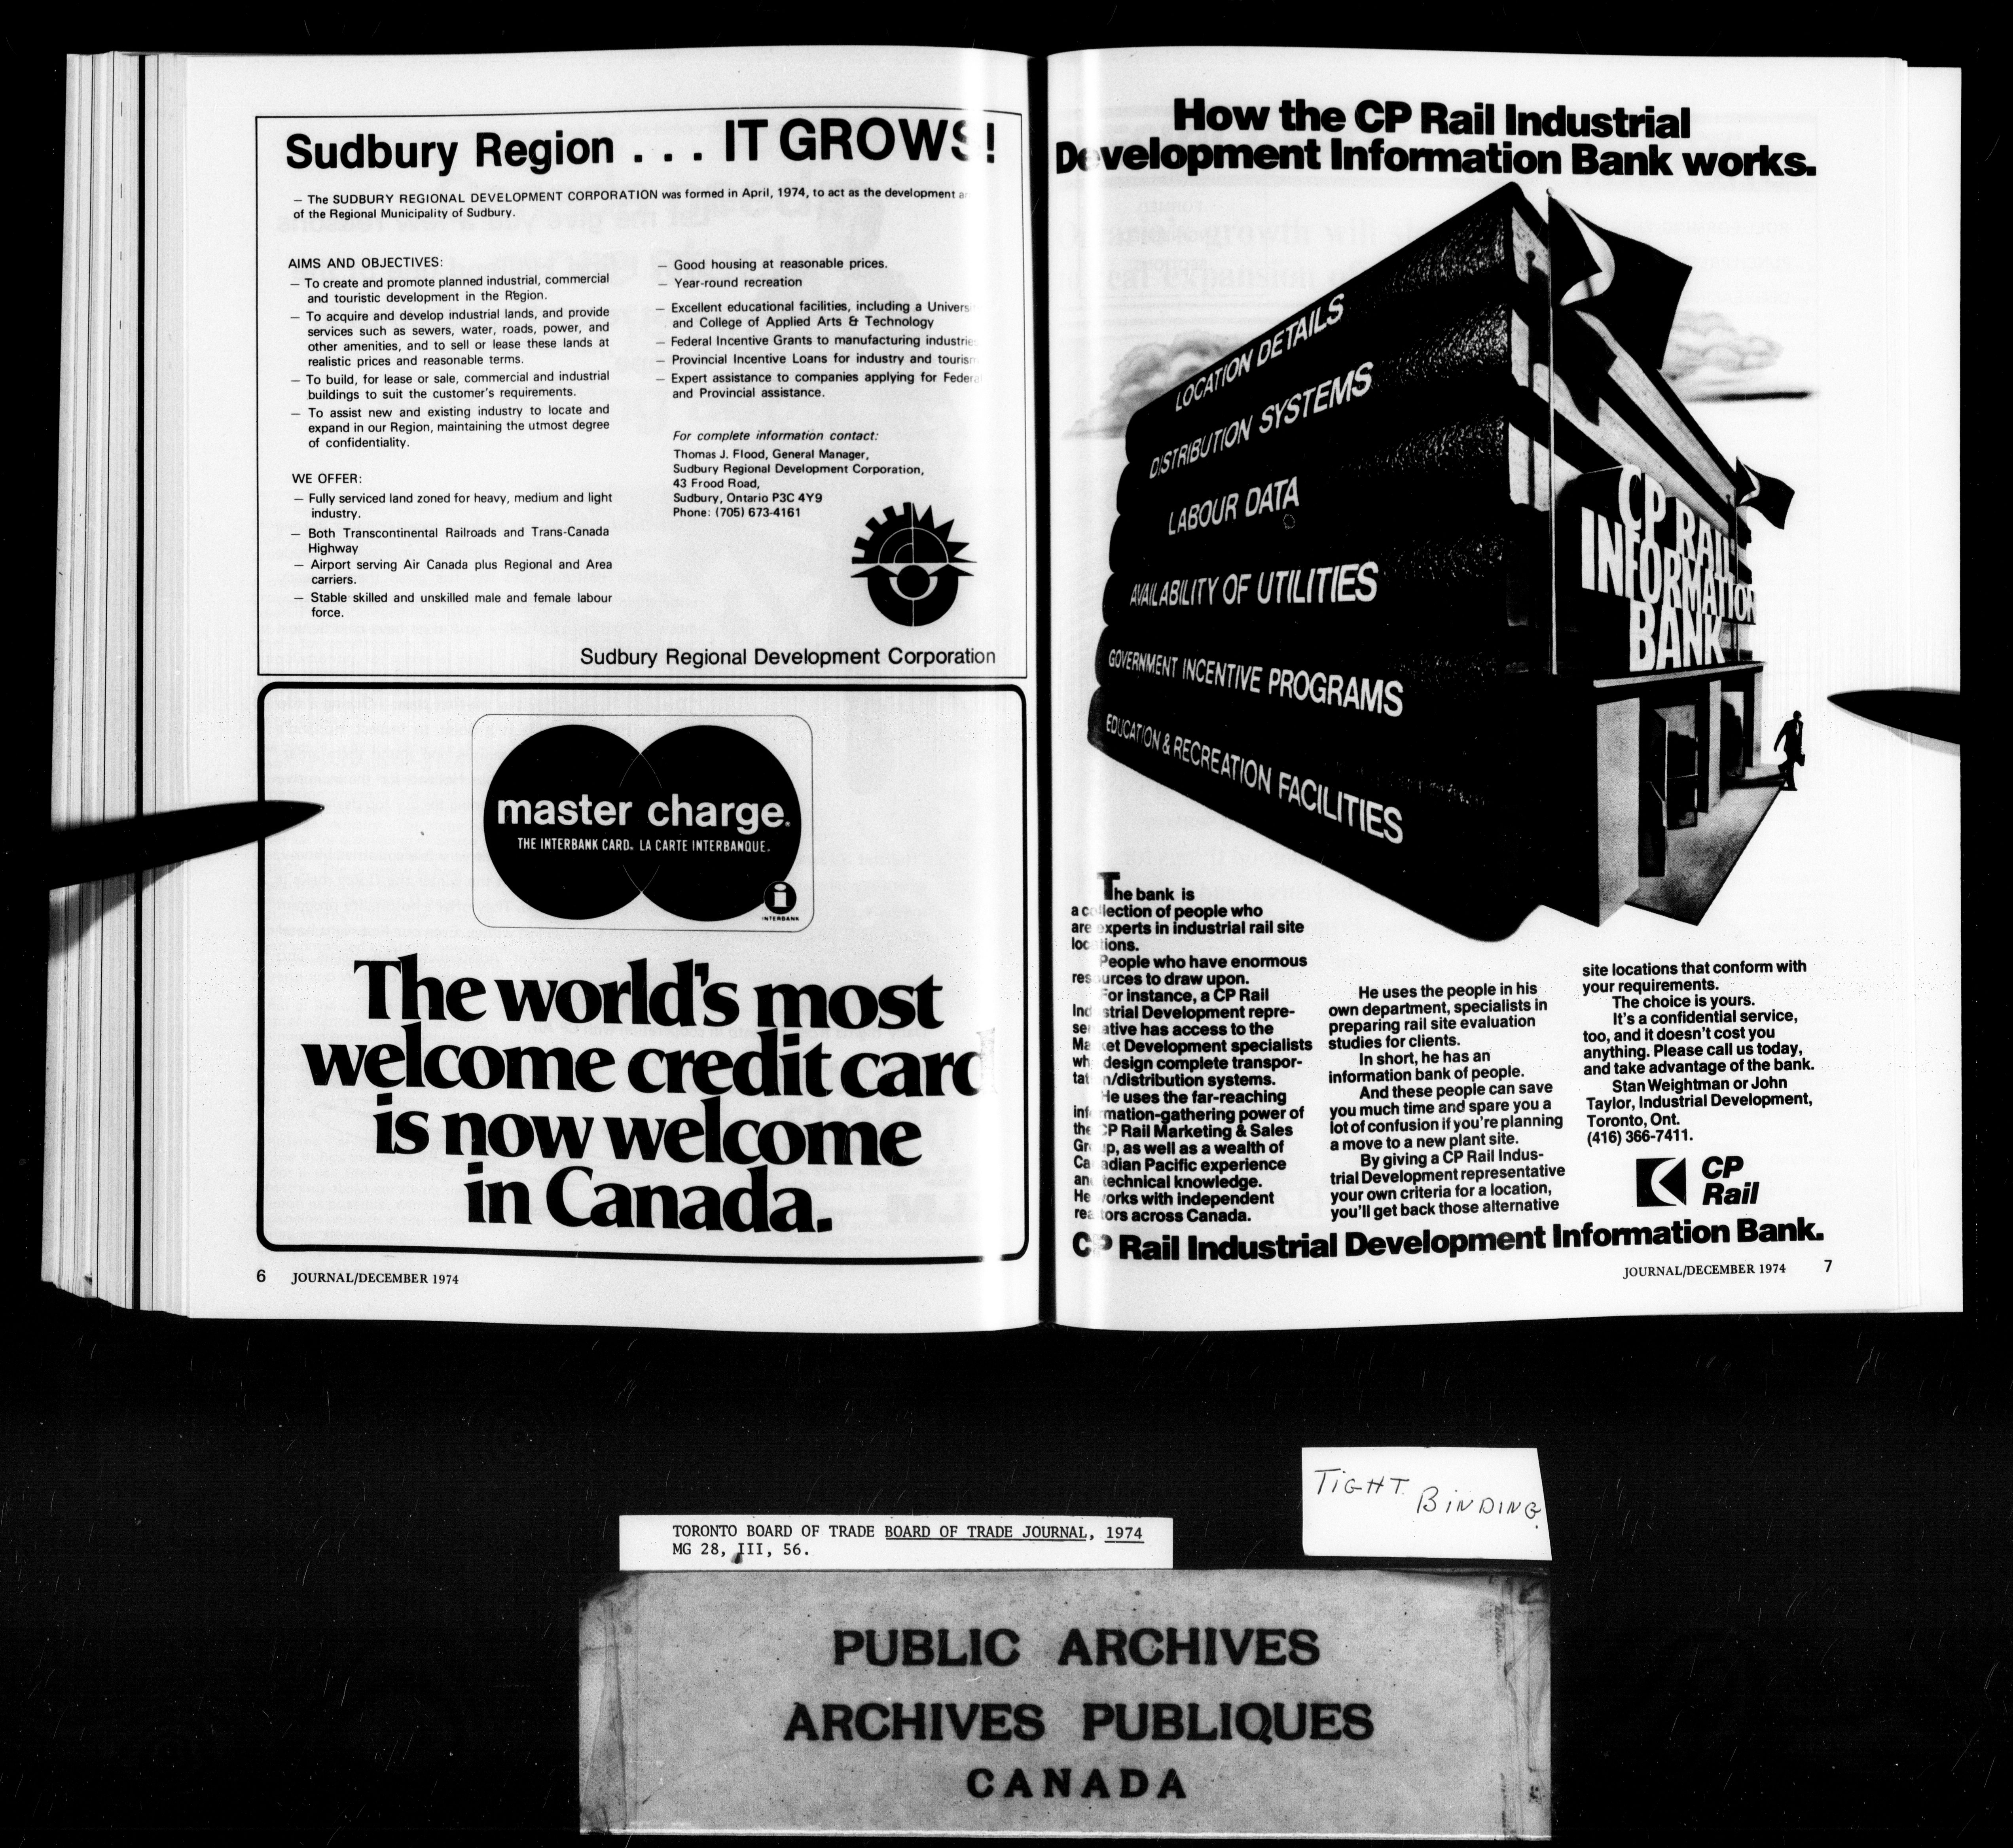 Sudbury Region . . . IT GROWS!
— The SUDBURY REGIONAL DEVELOPMENT CORPORATION was formed in April, 1974, to act as the development
of the Regional Municipality of Sudbury.
AIMS AND OBJECTIVES:
— To create and promote planned industrial, commercial
and touristic development in the Region.
— To acquire and develop industrial lands, and provide
services such as sewers, water, roads, power, and
other amenities, and to sell or lease these lands at
realistic prices and reasonable terms.
— To build, for lease or sale, commercial and industrial
buildings to suit the customer's requirements.
— To assist new and existing industry to locate and
expand in our Region, maintaining the utmost degree
of confidentiality.
WE OFFER:
— Fully serviced land zoned for heavy, medium and light
industry.
— Both Transcontinental Railroads and Trans-Canada
Highway
— Airport serving Air Canada plus Regional and Area
carriers.
— Stable skilled and unskilled male and female labour
force.
— Good housing at reasonable prices.
— Year-round recreation
— Excellent educational facilities, including a Univers
and College of Applied Arts & Technology
— Federal Incentive Grants to manufacturing industrie
— Provincial Incentive Loans for industry and tourism
— Expert assistance to companies applying for Federal
and Provincial assistance.
For complete information contact:
Thomas J. Flood, General Manager,
Sudbury Regional Development Corporation,
43 Frood Road,
Sudbury, Ontario P3C 4Y9
Phone: (705) 673-4161
Sudbury Regional Development Corporation
master charge.
THE INTERBANK CARD. LA CARTE INTERBANQUE.
i
INTERBANK
The world's most
welcome credit card
is now welcome
in Canada.
6 JOURNAL/DECEMBER 1974
How the CP Rail Industrial
Development Information Bank works.
LOCATION DETAILS
DISTRIBUTION SYSTEMS
LABOUR DATA
AVAILABILITY OF UTILITIES
GOVERNMENT INCENTIVE PROGRAMS
EDUCATION & RECREATION FACILITIES
CP RAIL
INFORMATION
BANK
The bank is
a collection of people who
are experts in industrial rail site
locations.
People who have enormous
resources to draw upon.
For instance, a CP Rail
Industrial Development repre-
sentative has access to the
Market Development specialists
who design complete transpor-
tation/distribution systems.
He uses the far-reaching
information-gathering power of
the CP Rail Marketing & Sales
Group, as well as a wealth of
Canadian Pacific experience
and technical knowledge.
He works with independent
realtors across Canada.
He uses the people in his
own department, specialists in
preparing rail site evaluation
studies for clients.
In short, he has an
information bank of people.
And these people can save
you much time and spare you a
lot of confusion if you're planning
a move to a new plant site.
By giving a CP Rail Indus-
trial Development representative
your own criteria for a location,
you'll get back those alternative
site locations that conform with
your requirements.
The choice is yours.
It's a confidential service,
too, and it doesn't cost you
anything. Please call us today,
and take advantage of the bank.
Stan Weightman or John
Taylor, Industrial Development,
Toronto, Ont.
(416) 366-7411.
CP
Rail
CP Rail Industrial Development Information Bank.
JOURNAL/DECEMBER 1974 7
TIGHT BINDING
TORONTO BOARD OF TRADE BOARD OF TRADE JOURNAL, 1974
MG 28, III, 56.
PUBLIC ARCHIVES
ARCHIVES PUBLIQUES
CANADA